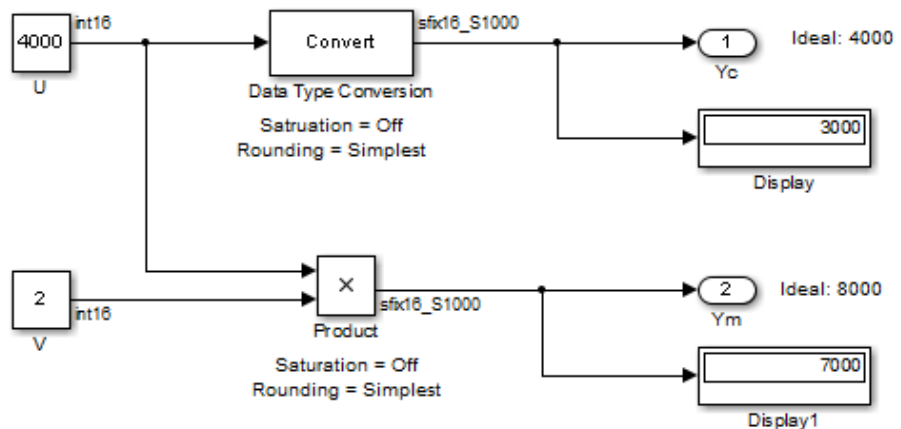 int16
sfix16_S1000
4000
Convert
1
Ideal: 4000
U
Data Type Conversion
Yc
Satruation = Off
Rounding = Simplest
3000
Display
2
int16
V
×
sfix16_S1000
Product
2
Ideal: 8000
Ym
Saturation = Off
Rounding = Simplest
7000
Display1